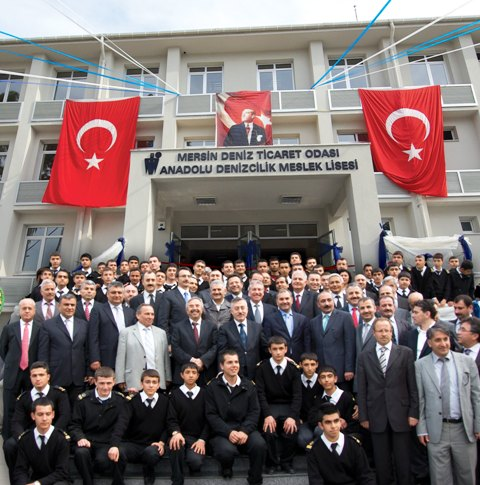 MERSİN DENİZ TİCARET ODASI
ANADOLU DENİZCİLİK MESLEK LİSESİ